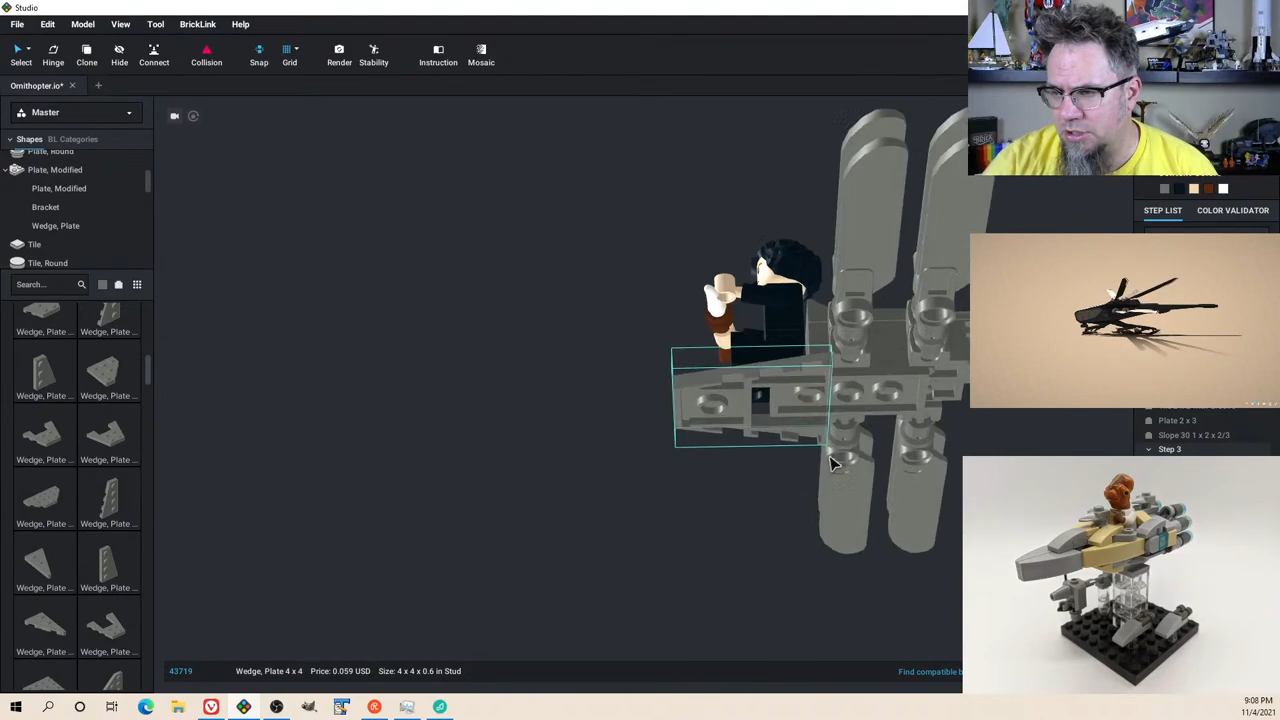 Studio
File Edit Model View Tool BrickLink Help
Select Hinge Clone Hide Connect Collision Snap Grid Render Stability Instruction Mosaic
Ornithopter.io*
Master
Shapes BL Categories
Plate, Round
Plate, Modified
Plate, Modified
Bracket
Wedge, Plate
Tile
Tile, Round
Search...
Wedge, Plate ... Wedge, Plate ...
Wedge, Plate ... Wedge, Plate ...
Wedge, Plate ... Wedge, Plate ...
Wedge, Plate ... Wedge, Plate ...
Wedge, Plate ... Wedge, Plate ...
Wedge, Plate ... Wedge, Plate ...
43719 Wedge, Plate 4 x 4 Price: 0.059 USD Size: 4 x 4 x 0.6 in Stud
Find compatible b
STEP LIST COLOR VALIDATOR
Plate 2 x 3
Slope 30 1 x 2 x 2/3
Step 3
9:08 PM
11/4/2021